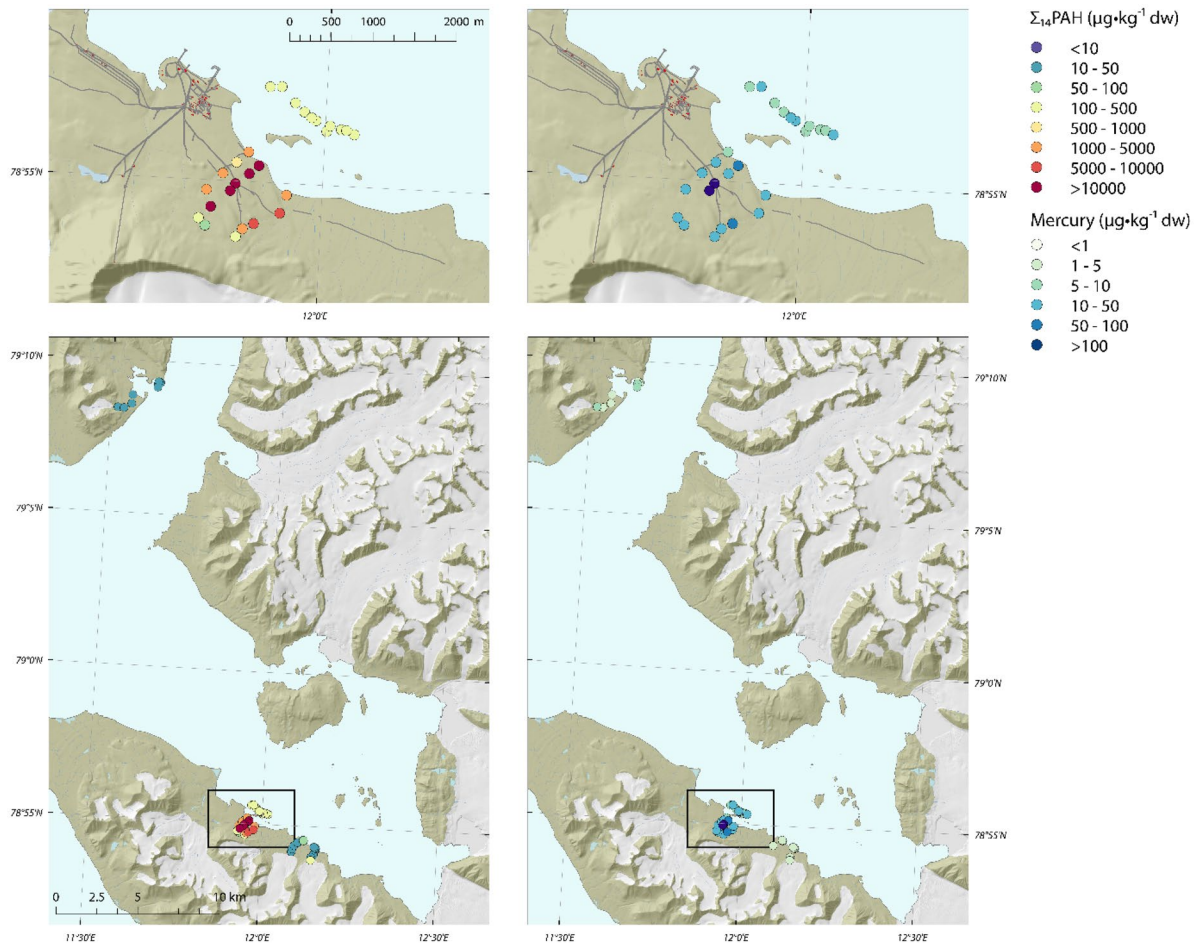 0 500 1000 2000 m
78°55'N
78°55'N
12°0'E
12°0'E
Σ14PAH (µg•kg⁻¹ dw)
<10
10 - 50
50 - 100
100 - 500
500 - 1000
1000 - 5000
5000 - 10000
>10000
Mercury (µg•kg⁻¹ dw)
<1
1 - 5
5 - 10
10 - 50
50 - 100
>100
79°10'N
79°10'N
79°5'N
79°5'N
79°0'N
79°0'N
78°55'N
78°55'N
0 2.5 5 10 km
11°30'E 12°0'E 12°30'E
11°30'E 12°0'E 12°30'E